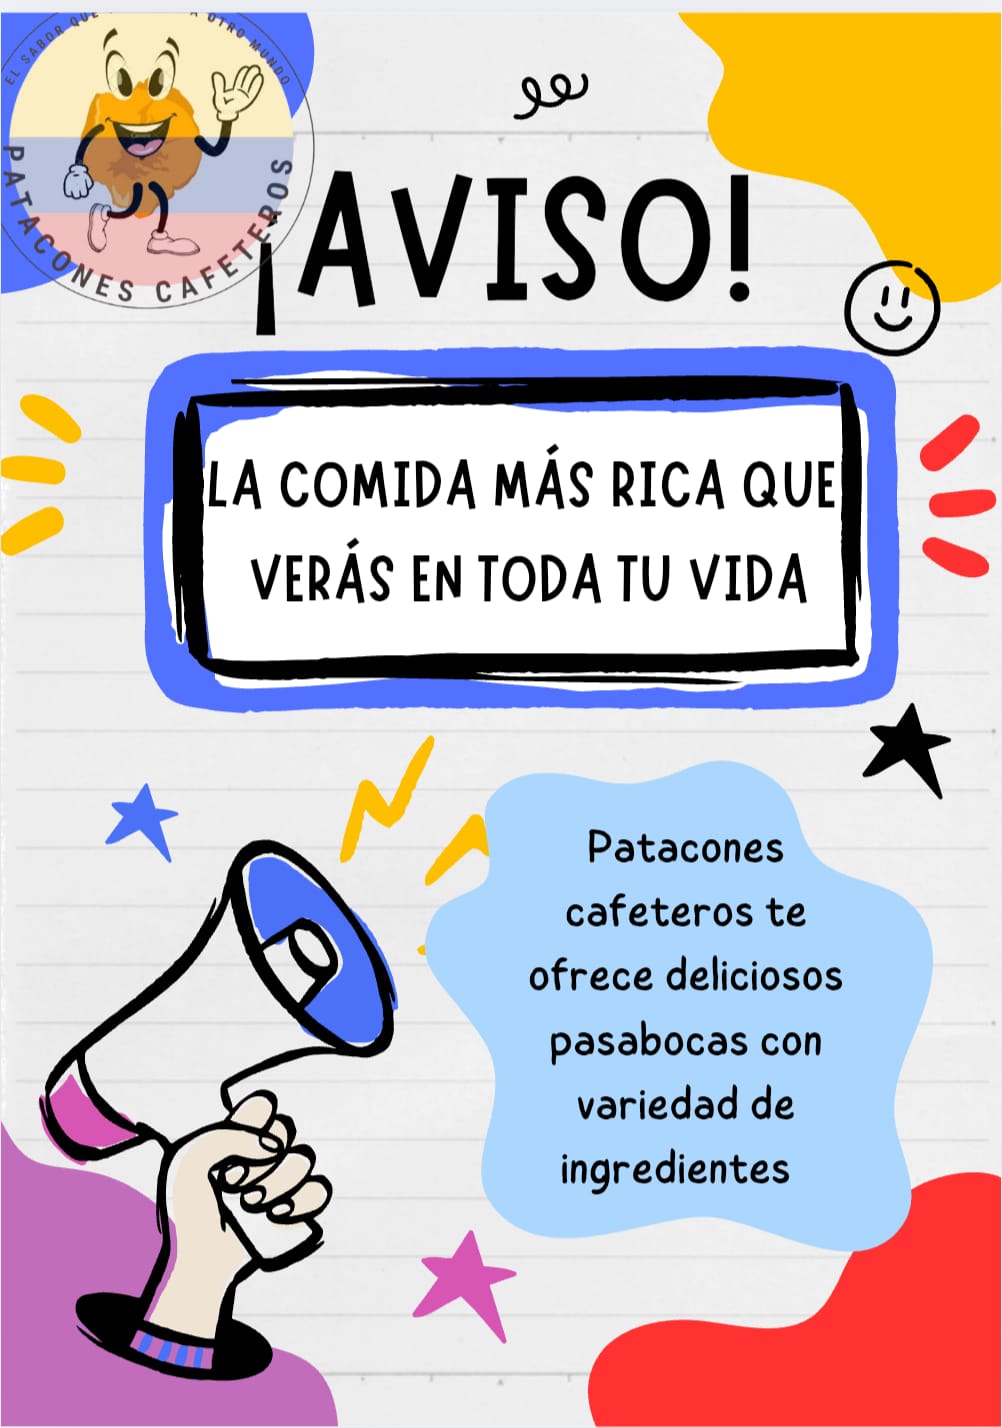 EL SABOR QUE
A OTRO MUNDO
PATACONES CAFETEROS
¡AVISO!
LA COMIDA MÁS RICA QUE
VERÁS EN TODA TU VIDA
Patacones
cafeteros te
ofrece deliciosos
pasabocas con
variedad de
ingredientes